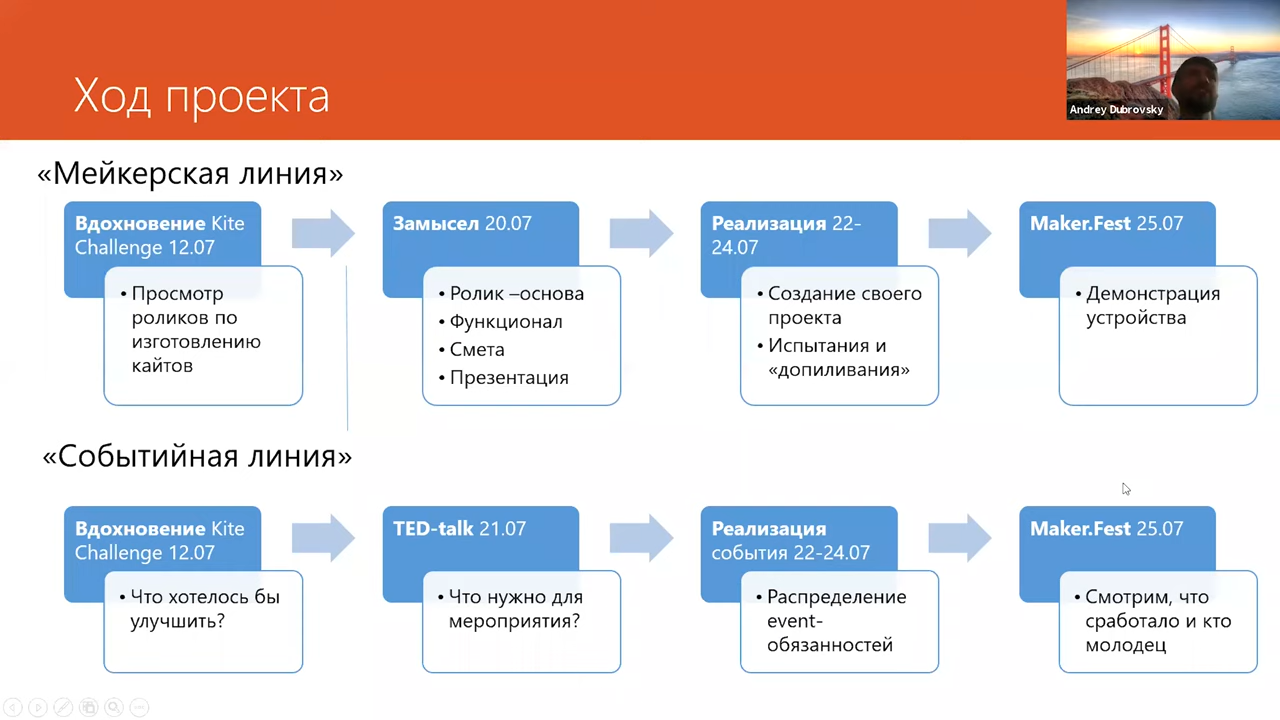 Ход проекта
Andrey Dubrovsky
«Мейкерская линия»
Вдохновение Kite
Challenge 12.07
• Просмотр
роликов по
изготовлению
кайтов
Замысел 20.07
• Ролик –основа
• Функционал
• Смета
• Презентация
Реализация 22-
24.07
• Создание своего
проекта
• Испытания и
«допиливания»
Maker.Fest 25.07
• Демонстрация
устройства
«Событийная линия»
Вдохновение Kite
Challenge 12.07
• Что хотелось бы
улучшить?
TED-talk 21.07
• Что нужно для
мероприятия?
Реализация
события 22-24.07
• Распределение
event-
обязанностей
Maker.Fest 25.07
• Смотрим, что
сработало и кто
молодец